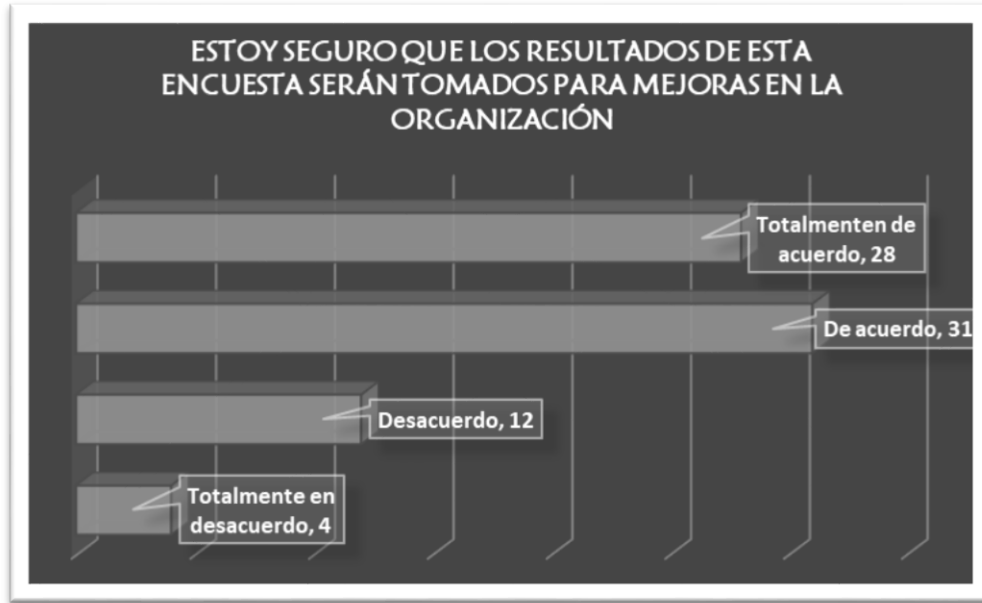 ESTOY SEGURO QUE LOS RESULTADOS DE ESTA
ENCUESTA SERÁN TOMADOS PARA MEJORAS EN LA
ORGANIZACIÓN
Totalmenten de
acuerdo, 28
De acuerdo, 31
Desacuerdo, 12
Totalmente en
desacuerdo, 4